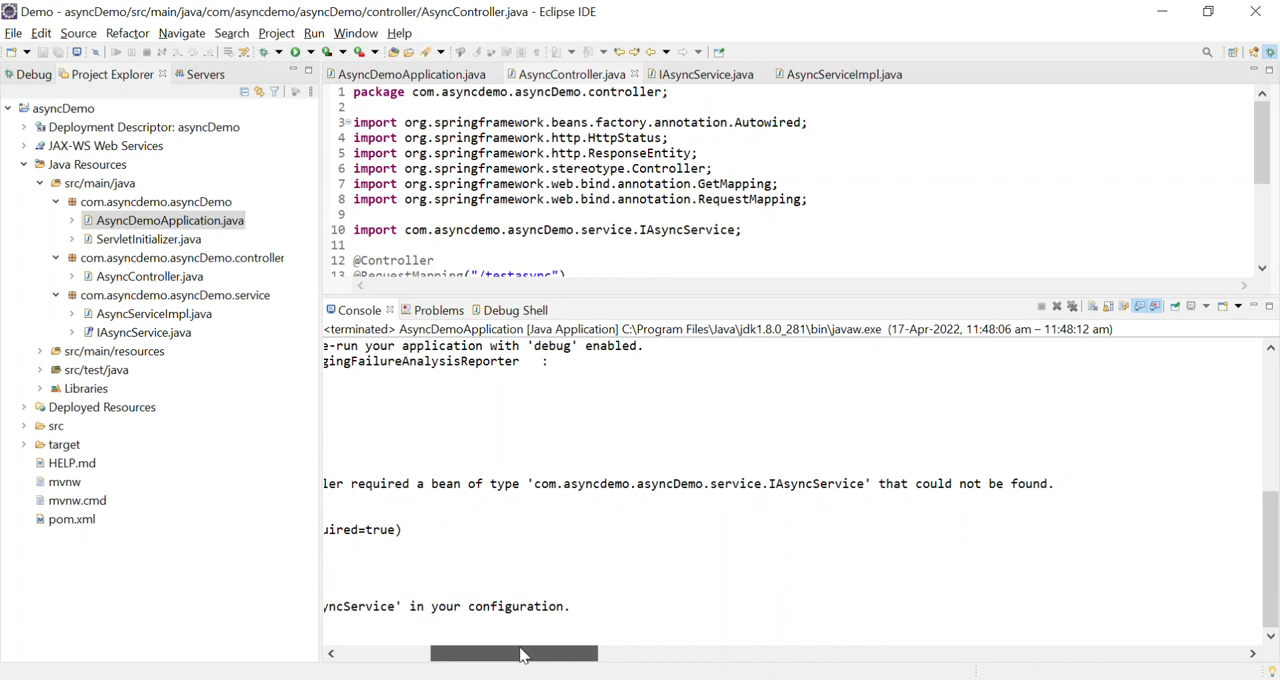 Demo - asyncDemo/src/main/java/com/asyncdemo/asyncDemo/controller/AsyncController.java - Eclipse IDE
File Edit Source Refactor Navigate Search Project Run Window Help
Debug Project Explorer Servers
AsyncDemoApplication.java AsyncController.java IAsyncService.java AsyncServiceImpl.java
asyncDemo
Deployment Descriptor: asyncDemo
JAX-WS Web Services
Java Resources
src/main/java
com.asyncdemo.asyncDemo
AsyncDemoApplication.java
ServletInitializer.java
com.asyncdemo.asyncDemo.controller
AsyncController.java
com.asyncdemo.asyncDemo.service
AsyncServiceImpl.java
IAsyncService.java
src/main/resources
src/test/java
Libraries
Deployed Resources
src
target
HELP.md
mvnw
mvnw.cmd
pom.xml
1 package com.asyncdemo.asyncDemo.controller;
2
3 import org.springframework.beans.factory.annotation.Autowired;
4 import org.springframework.http.HttpStatus;
5 import org.springframework.http.ResponseEntity;
6 import org.springframework.stereotype.Controller;
7 import org.springframework.web.bind.annotation.GetMapping;
8 import org.springframework.web.bind.annotation.RequestMapping;
9
10 import com.asyncdemo.asyncDemo.service.IAsyncService;
11
12 @Controller
13 @RequestMapping("/testasync")
Console Problems Debug Shell
<terminated> AsyncDemoApplication [Java Application] C:\Program Files\Java\jdk1.8.0_281\bin\javaw.exe (17-Apr-2022, 11:48:06 am – 11:48:12 am)
e-run your application with 'debug' enabled.
gingFailureAnalysisReporter :
ler required a bean of type 'com.asyncdemo.asyncDemo.service.IAsyncService' that could not be found.
uired=true)
yncService' in your configuration.